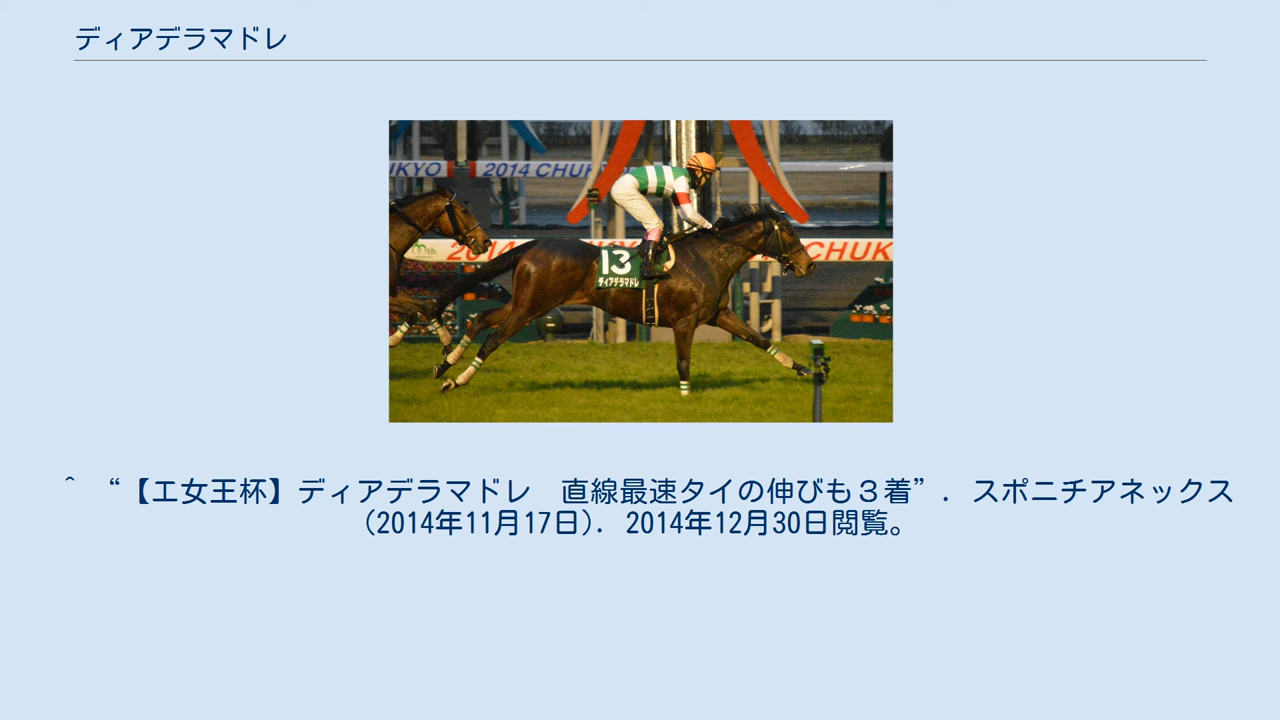 ディアデラマドレ
UKYO 2014 CHUK
2014 CHUK
13
ディアデラマドレ
^ “【エ女王杯】ディアデラマドレ 直線最速タイの伸びも３着”. スポニチアネックス
(2014年11月17日). 2014年12月30日閲覧。